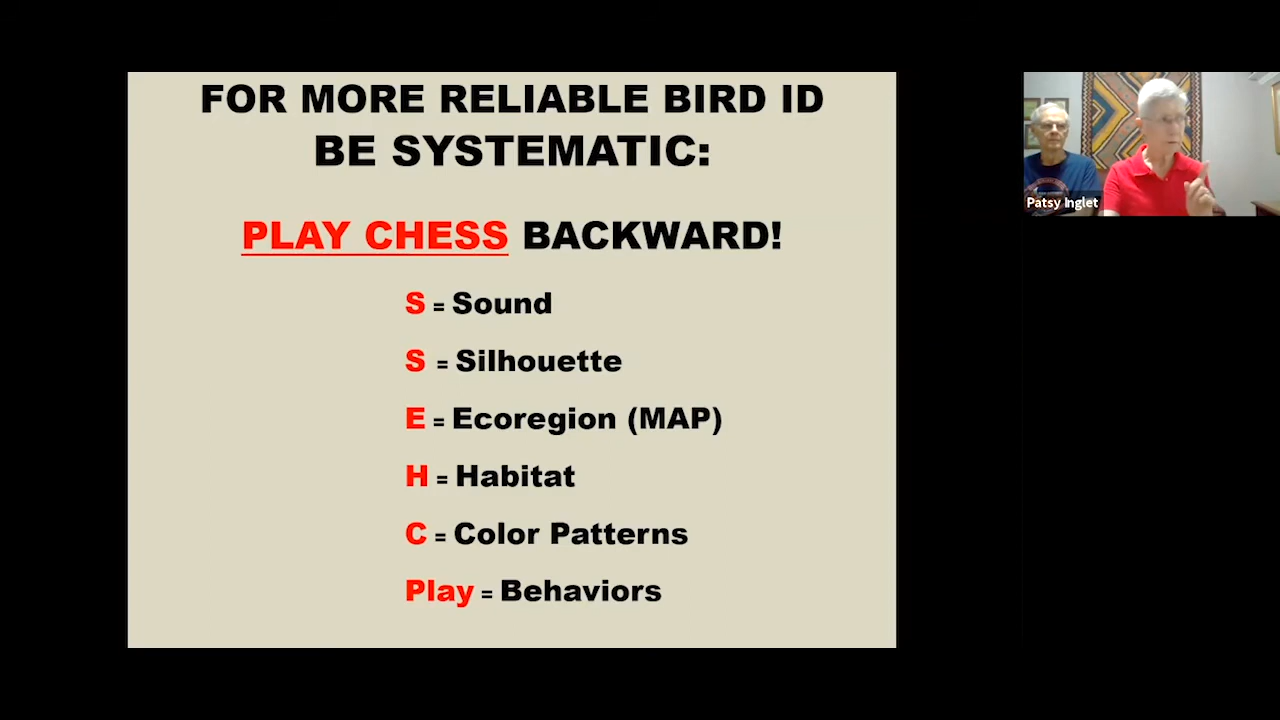 FOR MORE RELIABLE BIRD ID
BE SYSTEMATIC:
PLAY CHESS BACKWARD!
S = Sound
S = Silhouette
E = Ecoregion (MAP)
H = Habitat
C = Color Patterns
Play = Behaviors
Patsy Inglet